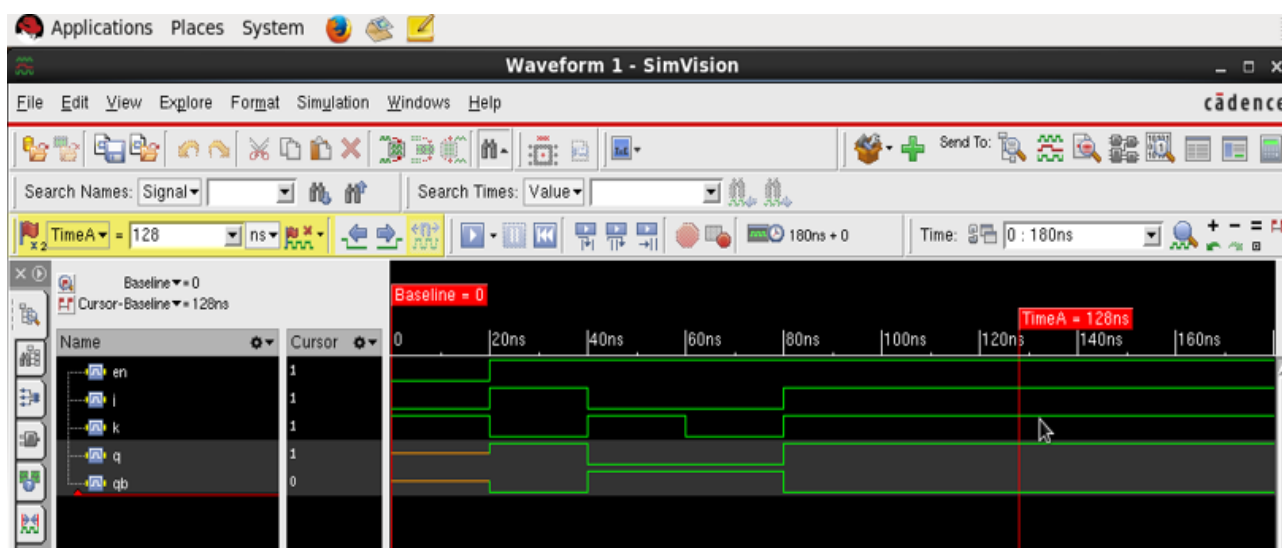 Applications Places System
Waveform 1 - SimVision
File Edit View Explore Format Simulation Windows Help
cādence
Send To:
Search Names: Signal
Search Times: Value
TimeA = 128 ns
180ns + 0
Time: 0 : 180ns
Baseline = 0
Cursor-Baseline = 128ns
Baseline = 0
TimeA = 128ns
Name Cursor
0 20ns 40ns 60ns 80ns 100ns 120ns 140ns 160ns
en 1
j 1
k 1
q 1
qb 0